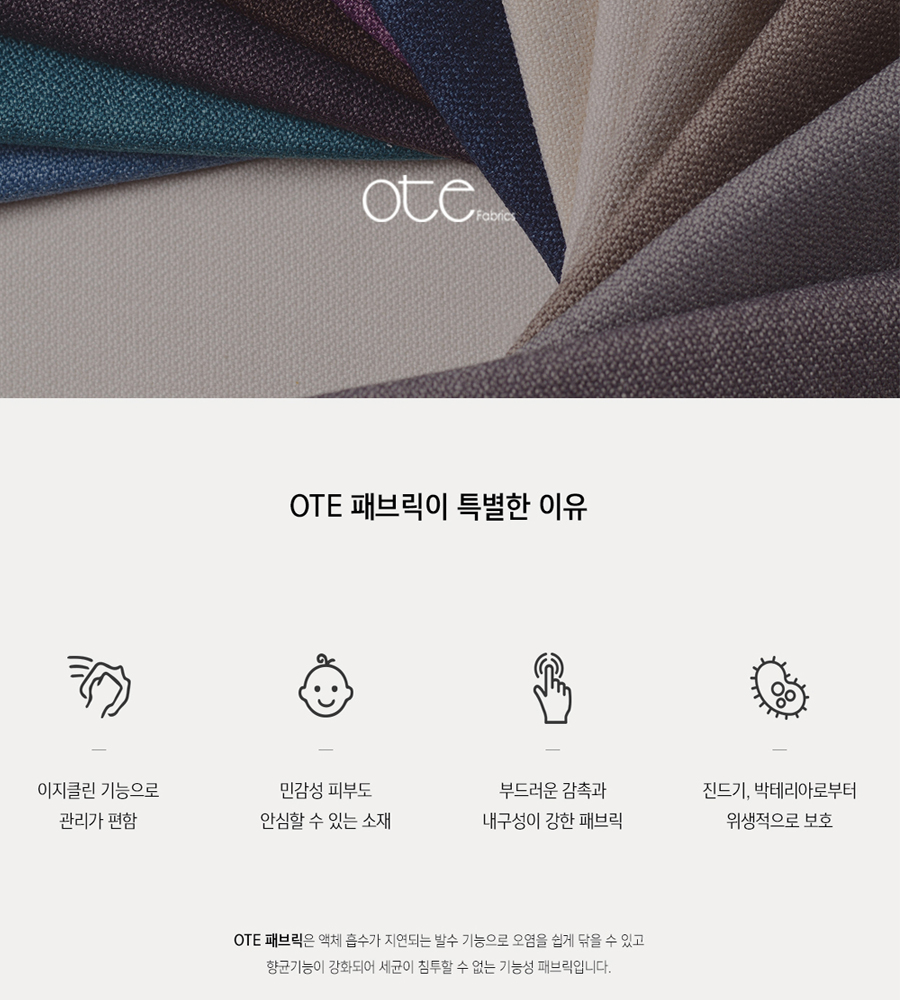 ote Fabrics
OTE 패브릭이 특별한 이유
이지클린 기능으로
관리가 편함
민감성 피부도
안심할 수 있는 소재
부드러운 감촉과
내구성이 강한 패브릭
진드기, 박테리아로부터
위생적으로 보호
OTE 패브릭은 액체 흡수가 지연되는 발수 기능으로 오염을 쉽게 닦을 수 있고
향균기능이 강화되어 세균이 침투할 수 없는 기능성 패브릭입니다.